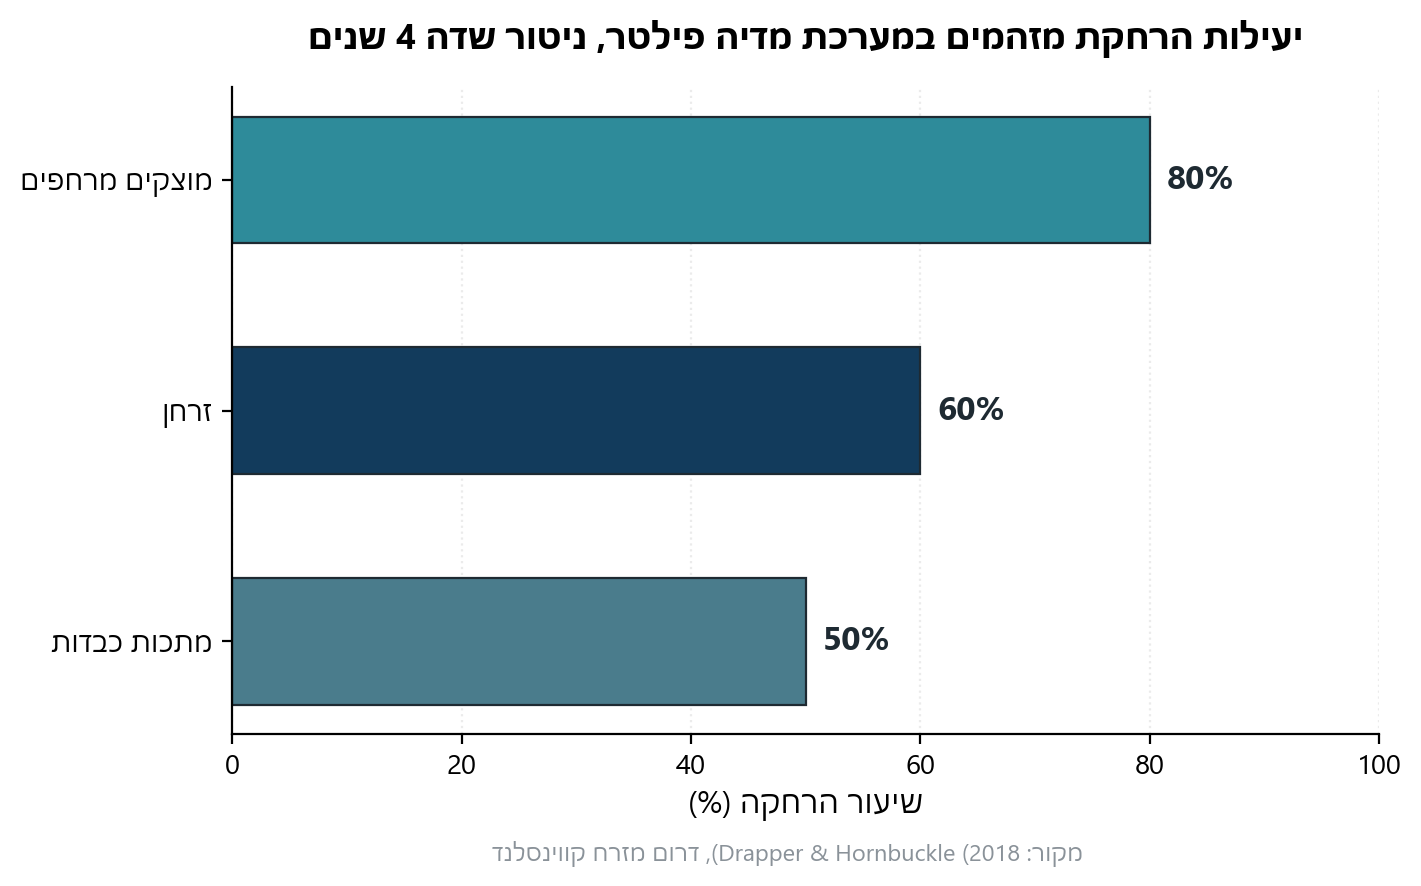 יעילות הרחקת מזהמים במערכת מדיה פילטר, ניטור שדה 4 שנים
מוצקים מרחפים
80%
זרחן
60%
מתכות כבדות
50%
0 20 40 60 80 100
שיעור הרחקה (%)
מקור: Drapper & Hornbuckle (2018), דרום מזרח קווינסלנד